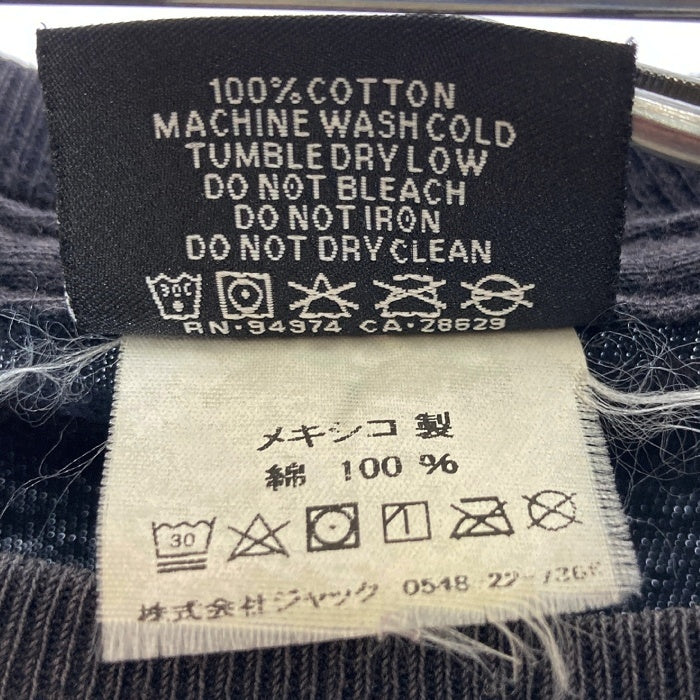 100% COTTON
MACHINE WASH COLD
TUMBLE DRY LOW
DO NOT BLEACH
DO NOT IRON
DO NOT DRY CLEAN
30C
RN·94974 CA·28629
メキシコ 製
綿 100 %
30
株式会社ジャック 0548-22-